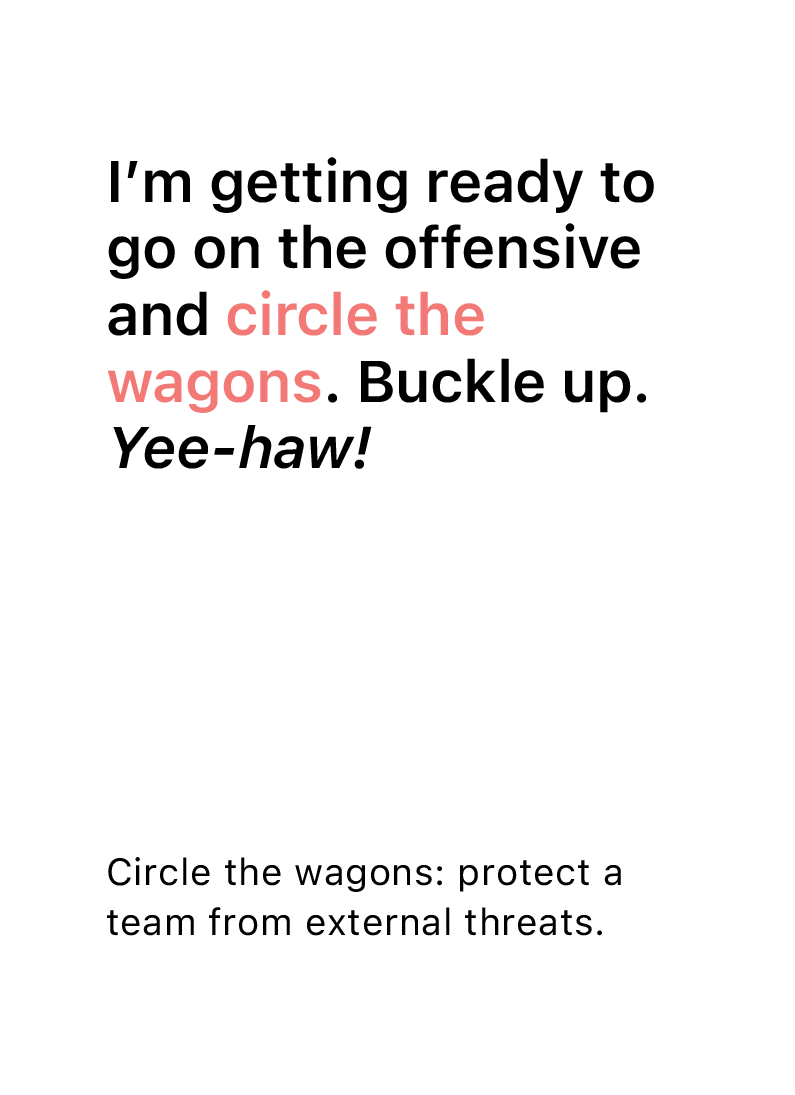 I’m getting ready to
go on the offensive
and circle the
wagons. Buckle up.
Yee-haw!
Circle the wagons: protect a
team from external threats.